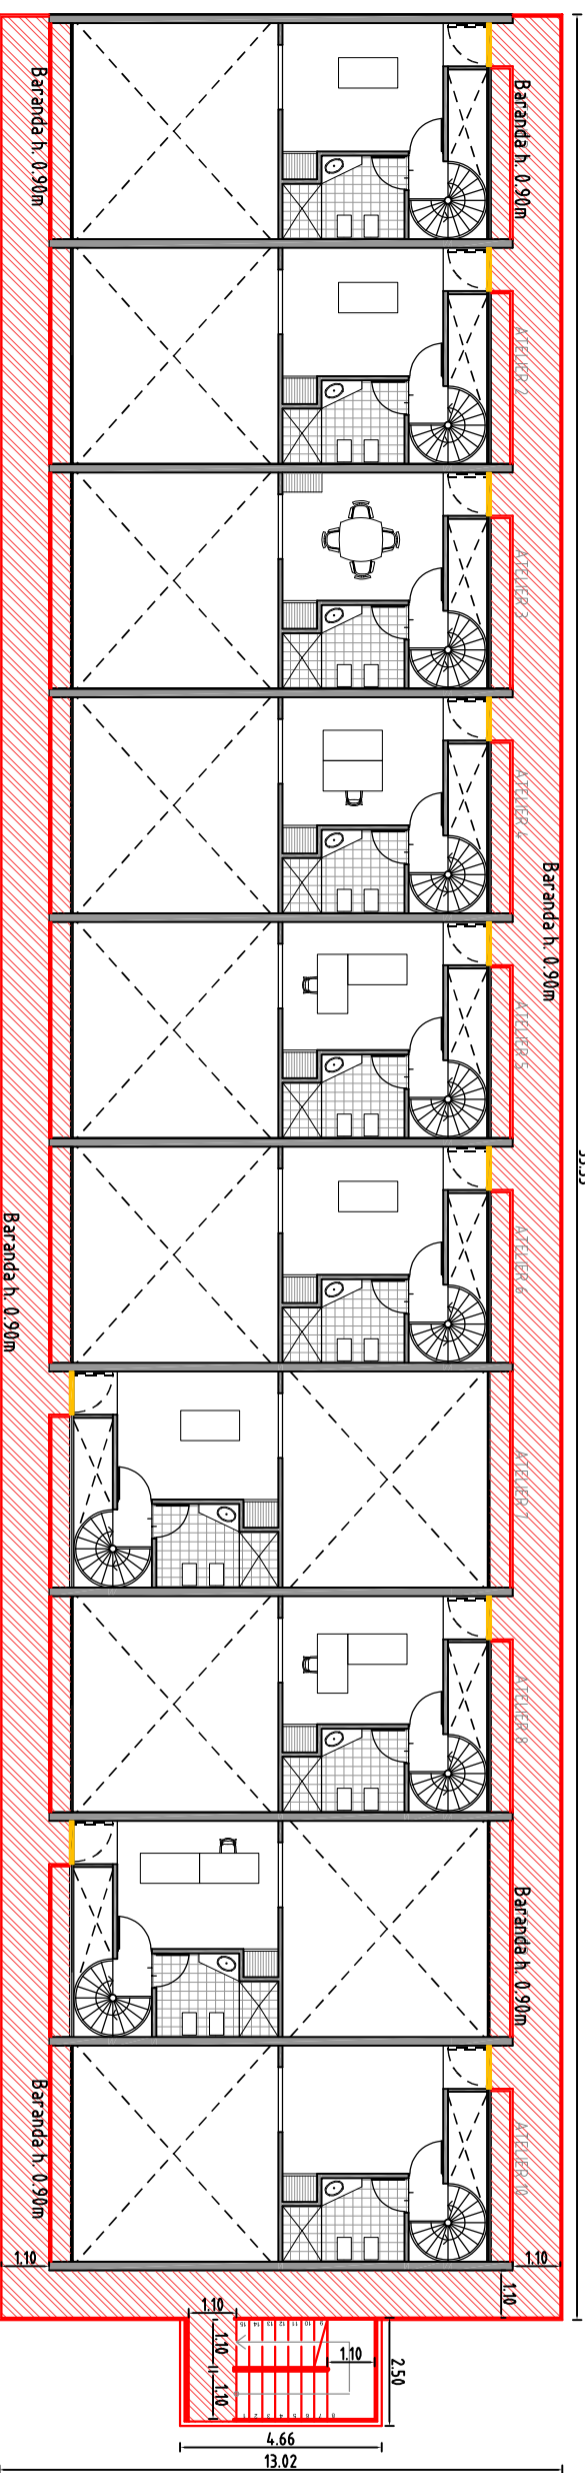 Baranda h. 0.90m
Baranda h. 0.90m
ATELIER 2
ATELIER 3
ATELIER 4
Baranda h. 0.90m
ATELIER 5
Baranda h. 0.90m
ATELIER 6
ATELIER 7
ATELIER 8
Baranda h. 0.90m
Baranda h. 0.90m
ATELIER 10
1.10
1.10
1.10
1.10
1.10
1.10
1.10
2.50
4.66
13.02